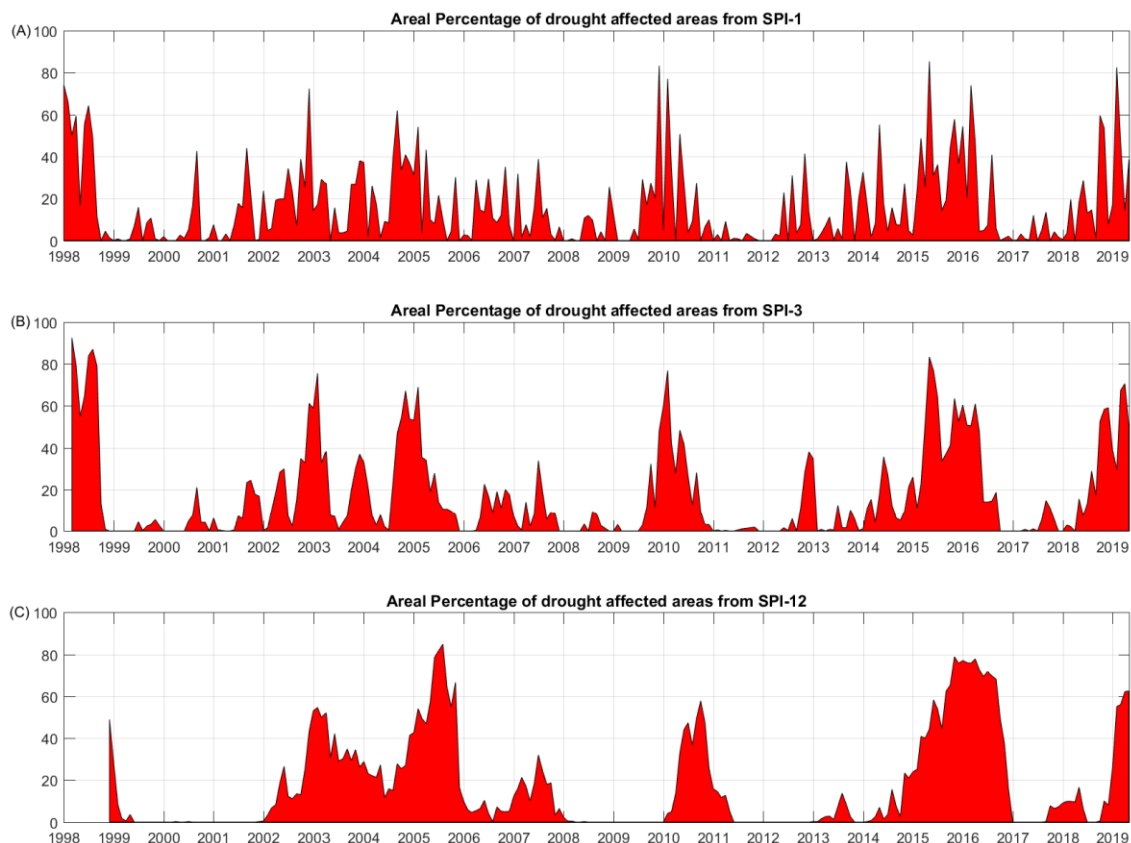 Areal Percentage of drought affected areas from SPI-1
(A)
100
80
60
40
20
0
1998 1999 2000 2001 2002 2003 2004 2005 2006 2007 2008 2009 2010 2011 2012 2013 2014 2015 2016 2017 2018 2019
Areal Percentage of drought affected areas from SPI-3
(B)
100
80
60
40
20
0
1998 1999 2000 2001 2002 2003 2004 2005 2006 2007 2008 2009 2010 2011 2012 2013 2014 2015 2016 2017 2018 2019
Areal Percentage of drought affected areas from SPI-12
(C)
100
80
60
40
20
0
1998 1999 2000 2001 2002 2003 2004 2005 2006 2007 2008 2009 2010 2011 2012 2013 2014 2015 2016 2017 2018 2019